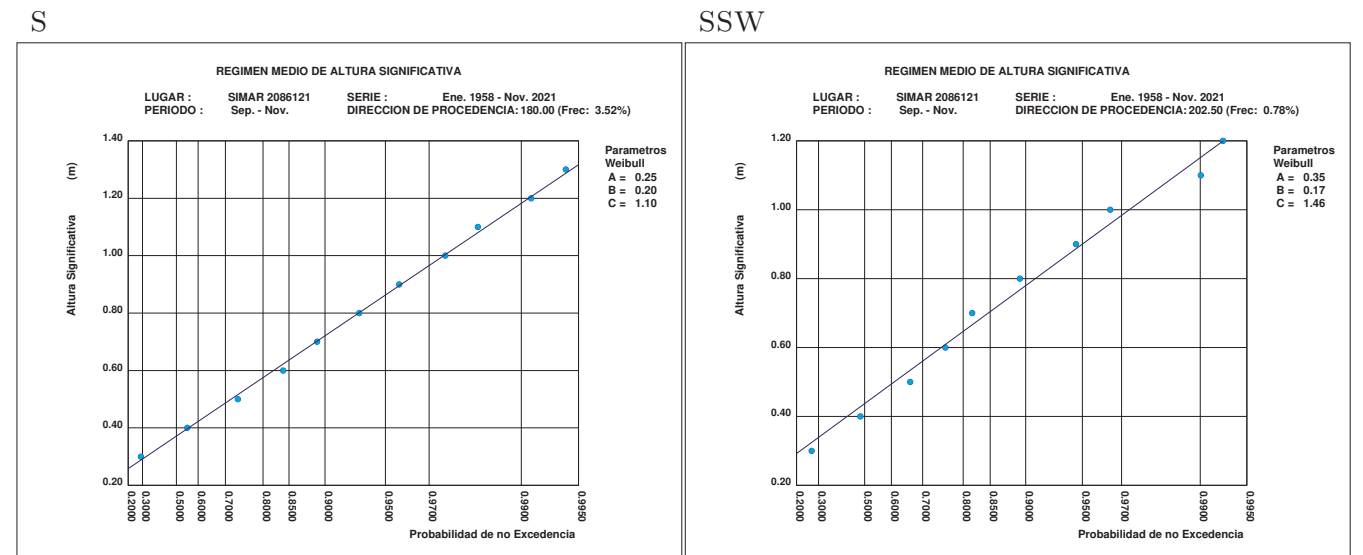 S
REGIMEN MEDIO DE ALTURA SIGNIFICATIVA
LUGAR : SIMAR 2086121 SERIE : Ene. 1958 - Nov. 2021
PERIODO : Sep. - Nov. DIRECCION DE PROCEDENCIA: 180.00 (Frec: 3.52%)
Parametros
Weibull
A = 0.25
B = 0.20
C = 1.10
Altura Significativa (m)
1.40
1.20
1.00
0.80
0.60
0.40
0.20
0.2000 0.3000 0.5000 0.6000 0.7000 0.8000 0.8500 0.9000 0.9500 0.9700 0.9900 0.9950
Probabilidad de no Excedencia
SSW
REGIMEN MEDIO DE ALTURA SIGNIFICATIVA
LUGAR : SIMAR 2086121 SERIE : Ene. 1958 - Nov. 2021
PERIODO : Sep. - Nov. DIRECCION DE PROCEDENCIA: 202.50 (Frec: 0.78%)
Parametros
Weibull
A = 0.35
B = 0.17
C = 1.46
Altura Significativa (m)
1.20
1.00
0.80
0.60
0.40
0.20
0.2000 0.3000 0.5000 0.6000 0.7000 0.8000 0.8500 0.9000 0.9500 0.9700 0.9900 0.9950
Probabilidad de no Excedencia